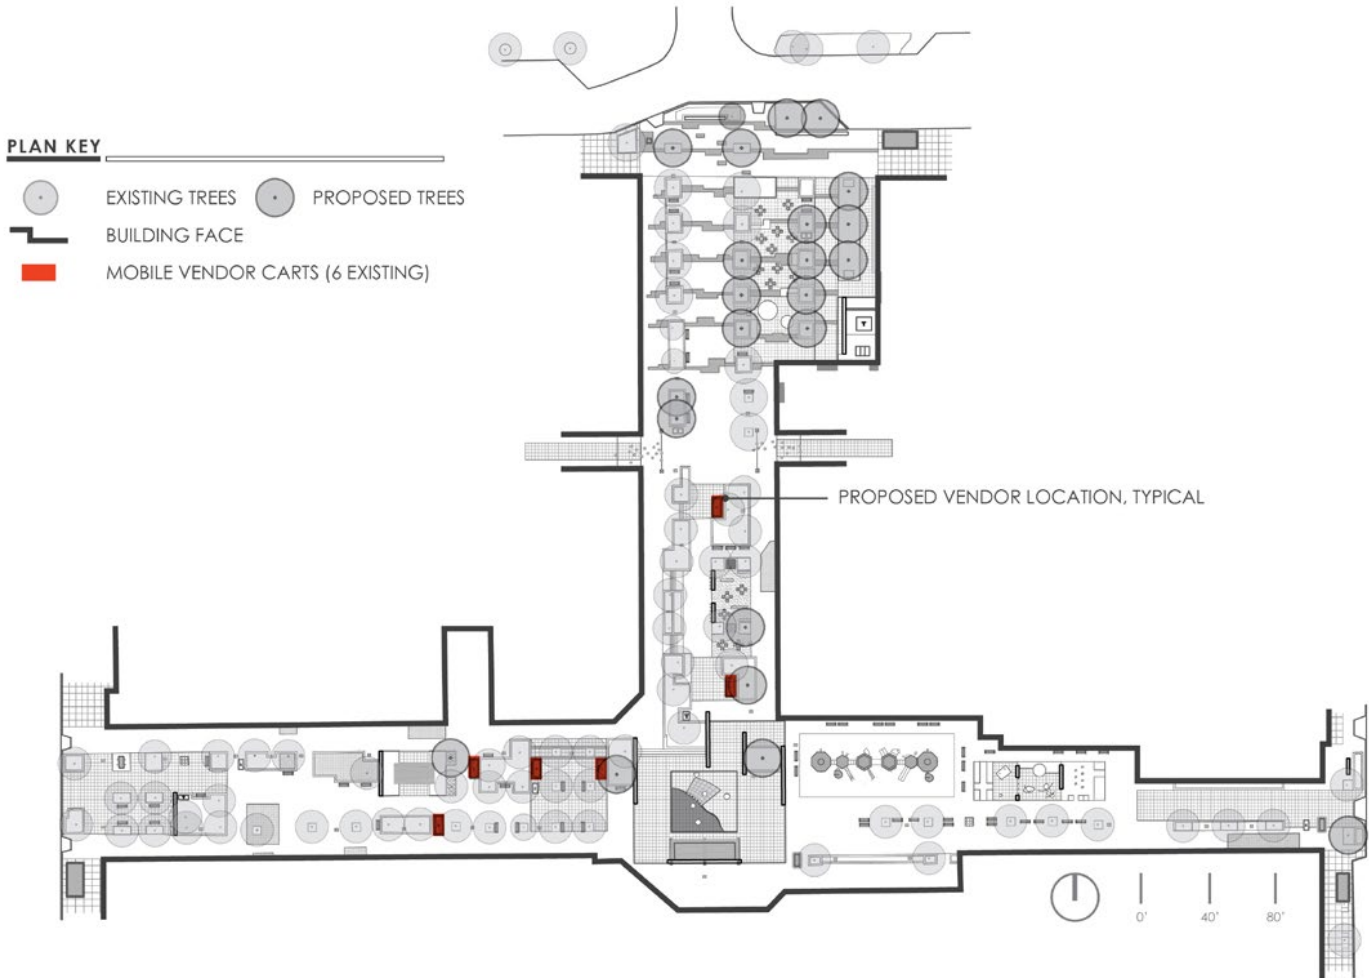 PLAN KEY
EXISTING TREES
PROPOSED TREES
BUILDING FACE
MOBILE VENDOR CARTS (6 EXISTING)
PROPOSED VENDOR LOCATION, TYPICAL
0' 40' 80'